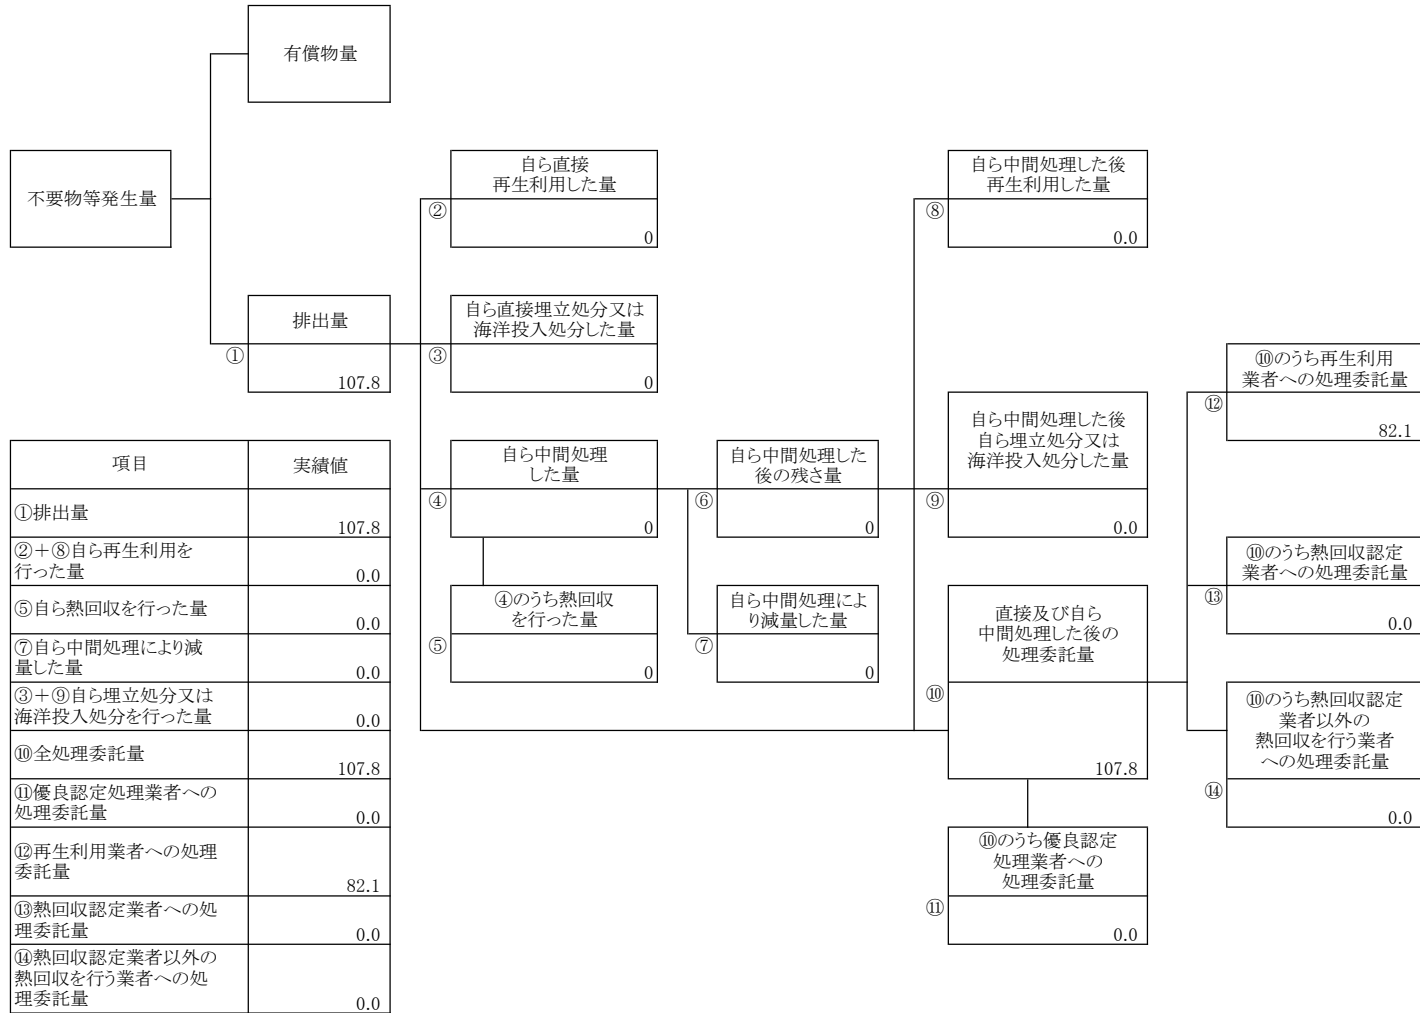 有償物量
不要物等発生量
排出量
①
107.8
自ら直接
再生利用した量
②
0
自ら直接埋立処分又は
海洋投入処分した量
③
0
自ら中間処理
した量
④
0
④のうち熱回収
を行った量
⑤
0
自ら中間処理した
後の残さ量
⑥
0
自ら中間処理によ
り減量した量
⑦
0
自ら中間処理した後
再生利用した量
⑧
0.0
自ら中間処理した後
自ら埋立処分又は
海洋投入処分した量
⑨
0.0
直接及び自ら
中間処理した後の
処理委託量
⑩
107.8
⑩のうち優良認定
処理業者への
処理委託量
⑪
0.0
⑩のうち再生利用
業者への処理委託量
⑫
82.1
⑩のうち熱回収認定
業者への処理委託量
⑬
0.0
⑩のうち熱回収認定
業者以外の
熱回収を行う業者
への処理委託量
⑭
0.0
項目 実績値
①排出量
107.8
②＋⑧自ら再生利用を
行った量
0.0
⑤自ら熱回収を行った量
0.0
⑦自ら中間処理により減
量した量
0.0
③＋⑨自ら埋立処分又は
海洋投入処分を行った量
0.0
⑩全処理委託量
107.8
⑪優良認定処理業者への
処理委託量
0.0
⑫再生利用業者への処理
委託量
82.1
⑬熱回収認定業者への処
理委託量
0.0
⑭熱回収認定業者以外の
熱回収を行う業者への処
理委託量
0.0